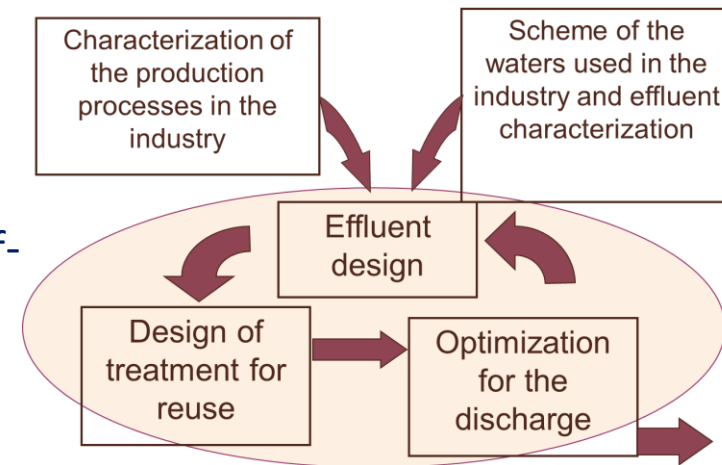 Characterization of
the production
processes in the
industry
Scheme of the
waters used in the
industry and effluent
characterization
Effluent
design
Design of
treatment for
reuse
Optimization
for the
discharge